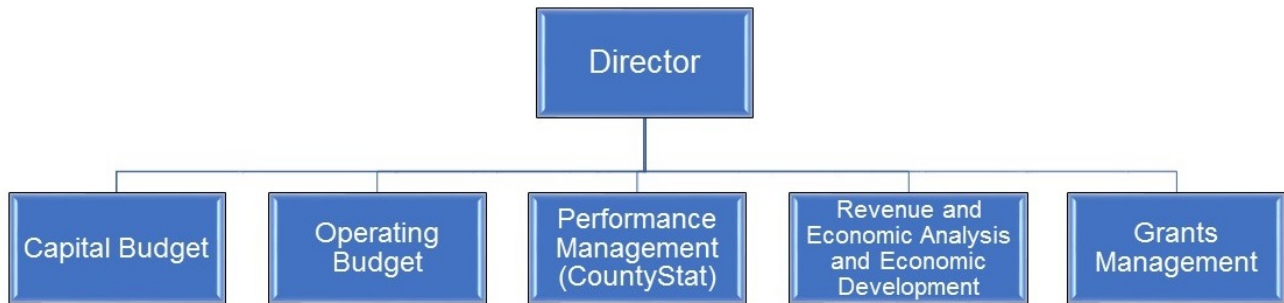 Director
Capital Budget
Operating
Budget
Performance
Management
(CountyStat)
Revenue and
Economic Analysis
and Economic
Development
Grants
Management